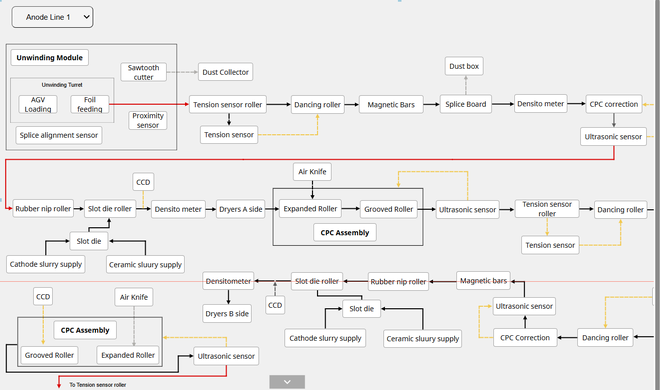 Anode Line 1
Unwinding Module
Sawtooth
cutter
Dust Collector
Dust box
Unwinding Turret
AGV
Loading
Foil
feeding
Proximity
sensor
Splice alignment sensor
Tension sensor roller
Dancing roller
Magnetic Bars
Splice Board
Densito meter
CPC correction
Tension sensor
Ultrasonic sensor
Air Knife
CCD
Rubber nip roller
Slot die roller
Densito meter
Dryers A side
Expanded Roller
Grooved Roller
Ultrasonic sensor
Tension sensor
roller
Dancing roller
CPC Assembly
Slot die
Tension sensor
Cathode slurry supply
Ceramic sluury supply
Densitometer
Slot die roller
Rubber nip roller
Magnetic bars
CCD
Air Knife
CCD
Dryers B side
Slot die
Ultrasonic sensor
CPC Assembly
Cathode slurry supply
Ceramic sluury supply
CPC Correction
Dancing roller
Grooved Roller
Expanded Roller
Ultrasonic sensor
To Tension sensor roller